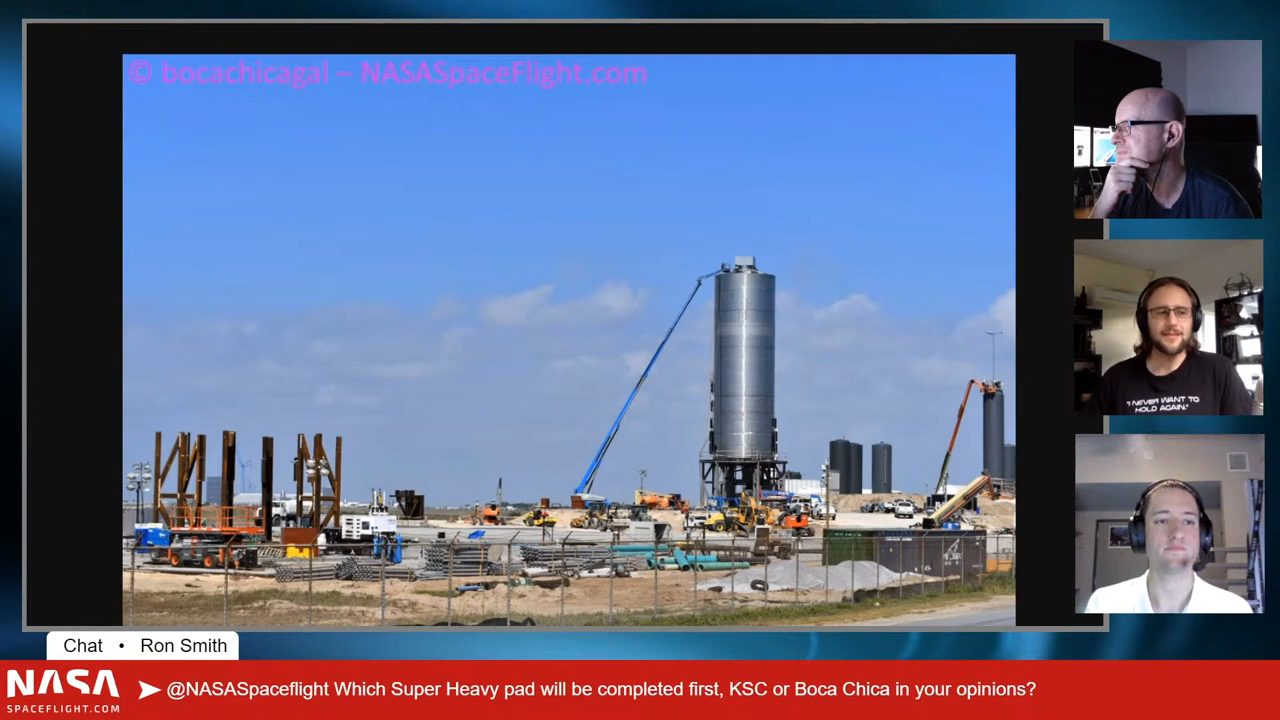 © bocachicagal – NASASpaceFlight.com
"I NEVER WANT TO
HOLD AGAIN."
Chat • Ron Smith
NASA
SPACEFLIGHT.COM
@NASASpaceflight Which Super Heavy pad will be completed first, KSC or Boca Chica in your opinions?